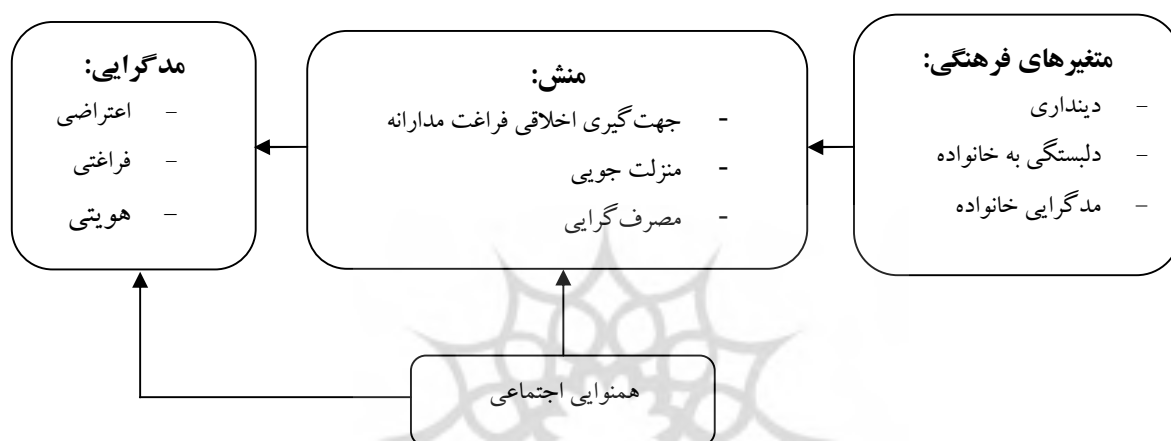 متغیرهای فرهنگی:
- دینداری
- دلبستگی به خانواده
- مدگرایی خانواده
منش:
- جهت‌گیری اخلاقی فراغت مدارانه
- منزلت جویی
- مصرف‌گرایی
مدگرایی:
- اعتراضی
- فراغتی
- هویتی
همنوایی اجتماعی